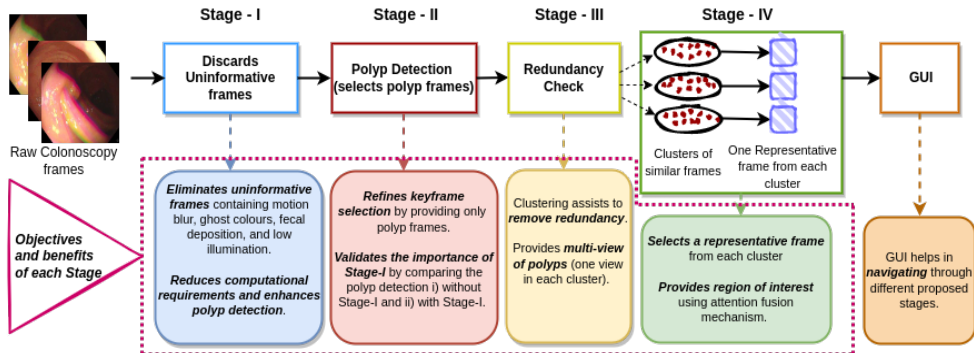 Stage - I
Stage - II
Stage - III
Stage - IV
Discards
Uninformative
frames
Polyp Detection
(selects polyp frames)
Redundancy
Check
GUI
Raw Colonoscopy
frames
Clusters of
similar frames
One Representative
frame from each
cluster
Objectives
and benefits
of each Stage
Eliminates uninformative
frames containing motion
blur, ghost colours, fecal
deposition, and low
illumination.
Reduces computational
requirements and enhances
polyp detection.
Refines keyframe
selection by providing only
polyp frames.
Validates the importance of
Stage-I by comparing the
polyp detection i) without
Stage-I and ii) with Stage-I.
Clustering assists to
remove redundancy.
Provides multi-view
of polyps (one view
in each cluster).
Selects a representative frame
from each cluster
Provides region of interest
using attention fusion
mechanism.
GUI helps in
navigating through
different proposed
stages.